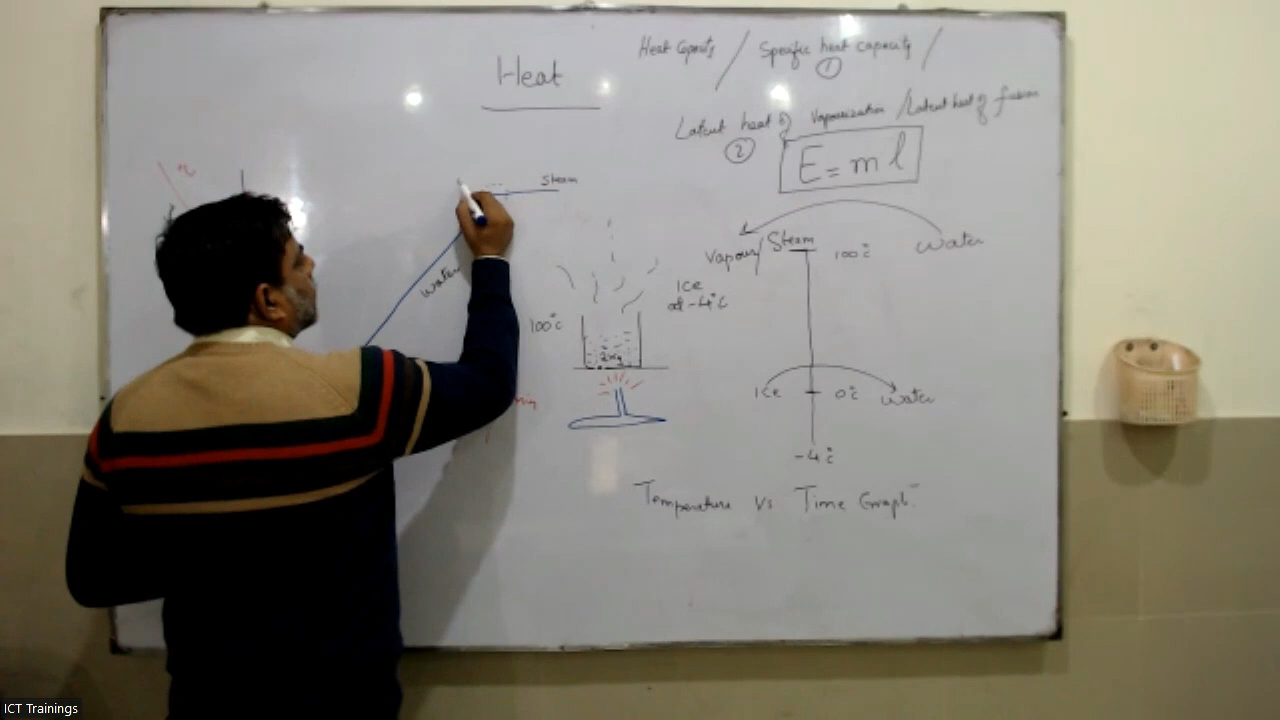 Heat Capacity / Specific heat capacity /
①
Heat
Latent heat of Vapourization / Latent heat of fusion
②
E = m l
Steam
water
Vapour/Steam
100°C
Water
Ice
at -4°C
100°C
2kg
Ice
0°C
Water
-4°C
Temperature Vs Time Graph
ICT Trainings